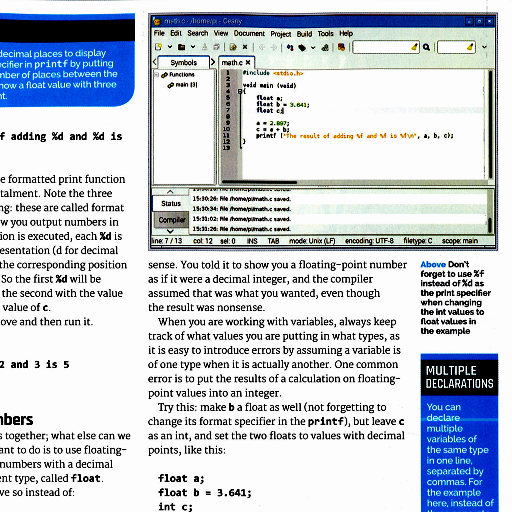 decimal places to display
ecifier in printf by putting
mber of places between the
how a float value with three
nt.
f adding %d and %d is
e formatted print function
talment. Note the three
ng: these are called format
w you output numbers in
ion is executed, each %d is
esentation (d for decimal
the corresponding position
So the first %d will be
the second with the value
value of c.
ove and then run it.
2 and 3 is 5
nbers
s together; what else can we
ant to do is to use floating-
numbers with a decimal
ent type, called float.
ve so instead of:
math.c - /home/pi - Geany
File Edit Search View Document Project Build Tools Help
Symbols
math.c
Functions
main [3]
1 #include <stdio.h>
2
3 void main (void)
4 {
5 float a;
6 float b = 3.641;
7 float c;
8
9 a = 2.897;
10 c = a + b;
11 printf ("The result of adding %f and %f is %f\n", a, b, c);
12 }
13
Status
Compiler
15:30:26: File /home/pi/math.c saved.
15:30:34: File /home/pi/math.c saved.
15:31:02: File /home/pi/math.c saved.
15:31:26: File /home/pi/math.c saved.
line: 7 / 13 col: 12 sel: 0 INS TAB mode: Unix (LF) encoding: UTF-8 filetype: C scope: main
sense. You told it to show you a floating-point number
as if it were a decimal integer, and the compiler
assumed that was what you wanted, even though
the result was nonsense.
When you are working with variables, always keep
track of what values you are putting in what types, as
it is easy to introduce errors by assuming a variable is
of one type when it is actually another. One common
error is to put the results of a calculation on floating-
point values into an integer.
Try this: make b a float as well (not forgetting to
change its format specifier in the printf), but leave c
as an int, and set the two floats to values with decimal
points, like this:
float a;
float b = 3.641;
int c;
Above Don't
forget to use %f
instead of %d as
the print specifier
when changing
the int values to
float values in
the example
MULTIPLE
DECLARATIONS
You can
declare
multiple
variables of
the same type
in one line,
separated by
commas. For
the example
here, instead of